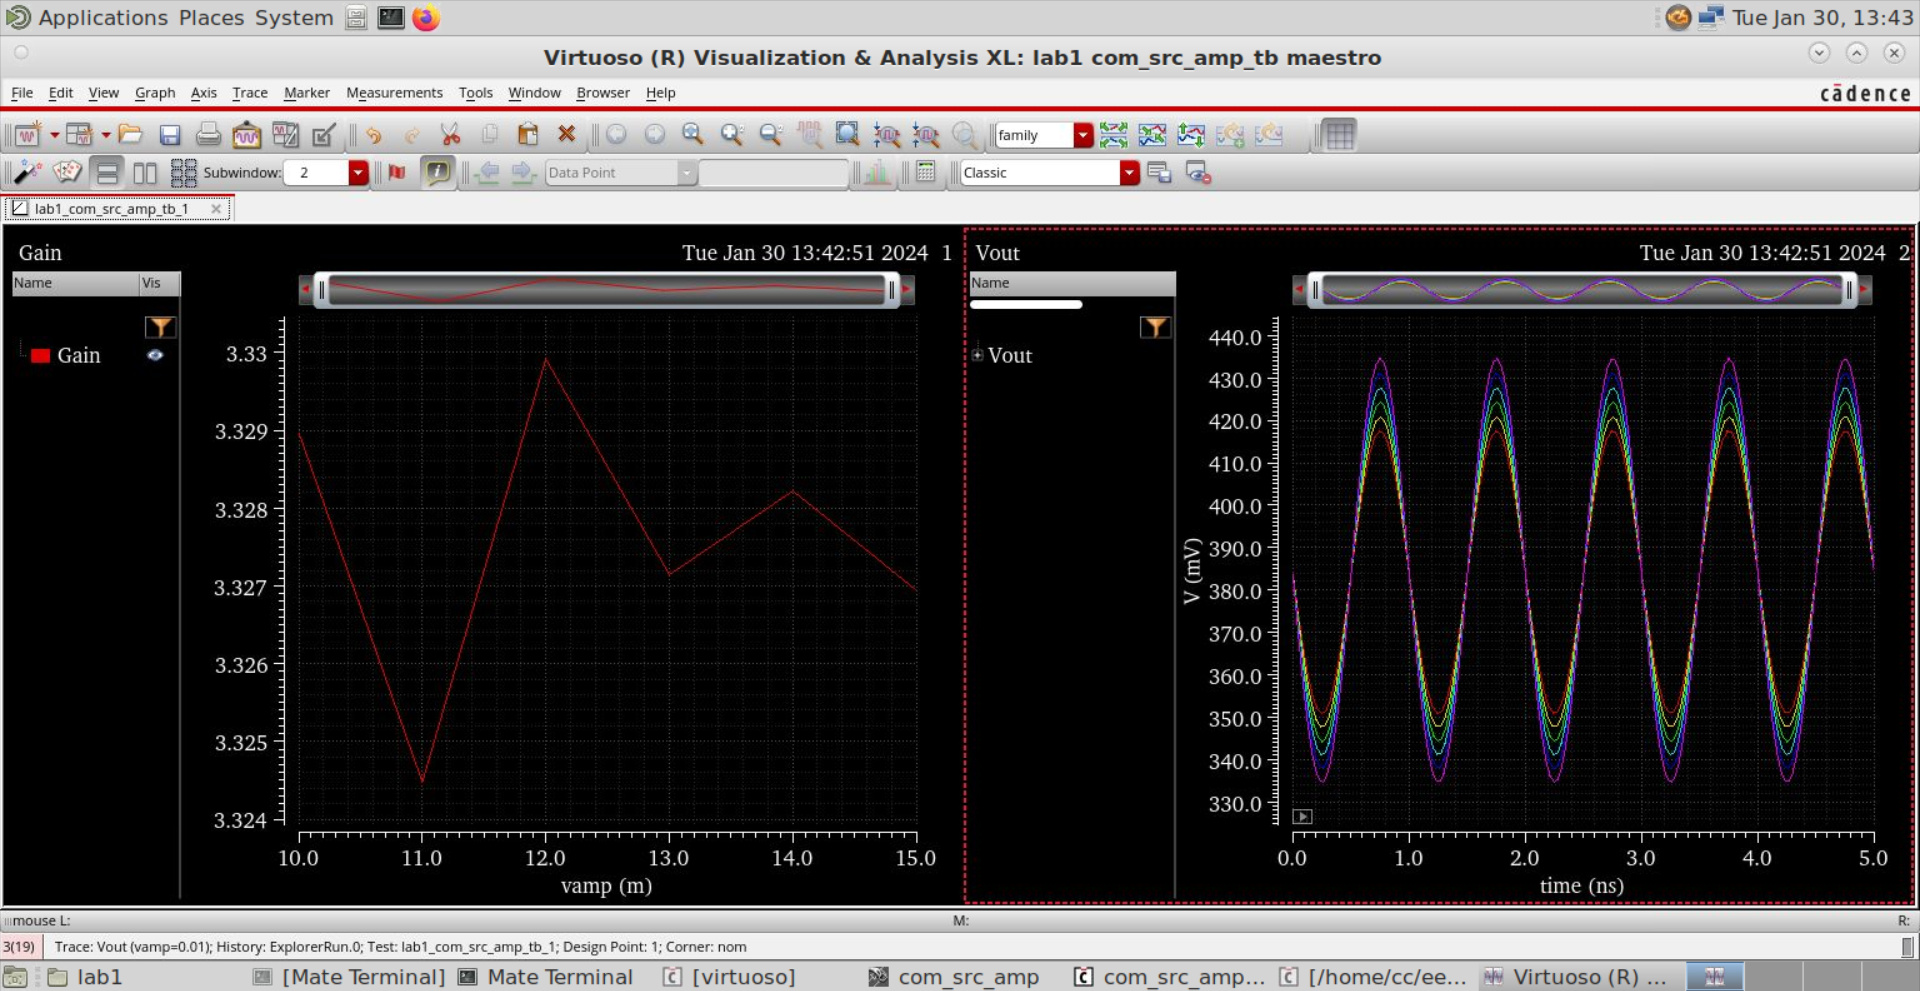 Applications Places System
Tue Jan 30, 13:43
Virtuoso (R) Visualization & Analysis XL: lab1 com_src_amp_tb maestro
File Edit View Graph Axis Trace Marker Measurements Tools Window Browser Help
cādence
family
Subwindow: 2
Data Point
Classic
lab1_com_src_amp_tb_1
Gain
Tue Jan 30 13:42:51 2024 1
Name Vis
Gain
3.33
3.329
3.328
3.327
3.326
3.325
3.324
10.0 11.0 12.0 13.0 14.0 15.0
vamp (m)
Vout
Tue Jan 30 13:42:51 2024 2
Name
Vout
V (mV)
440.0
430.0
420.0
410.0
400.0
390.0
380.0
370.0
360.0
350.0
340.0
330.0
0.0 1.0 2.0 3.0 4.0 5.0
time (ns)
mouse L: M: R:
3(19) Trace: Vout (vamp=0.01); History: ExplorerRun.0; Test: lab1_com_src_amp_tb_1; Design Point: 1; Corner: nom
lab1 [Mate Terminal] Mate Terminal [virtuoso] com_src_amp com_src_amp... [/home/cc/ee... Virtuoso (R) ...